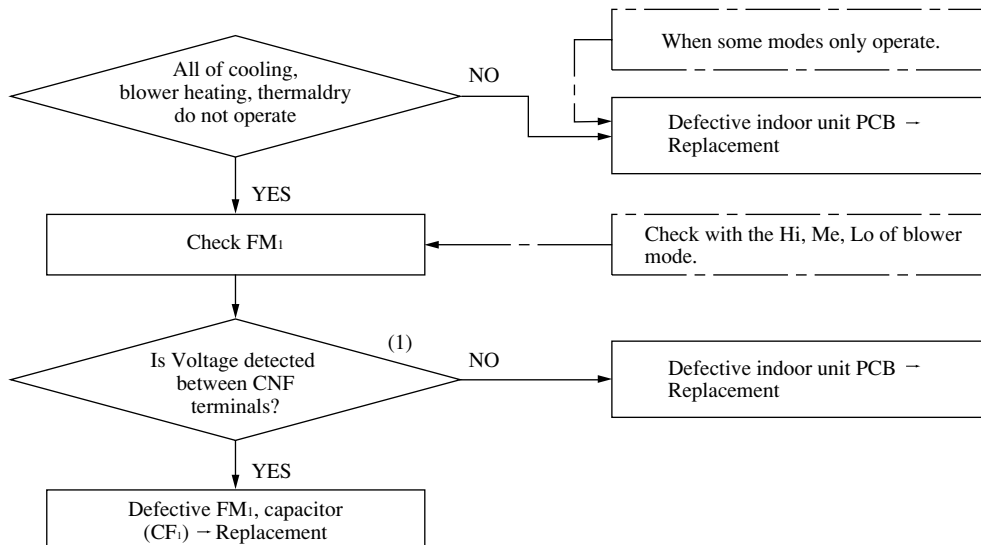 All of cooling,
blower heating, thermaldry
do not operate
NO
When some modes only operate.
Defective indoor unit PCB →
Replacement
YES
Check FM₁
Check with the Hi, Me, Lo of blower
mode.
(1)
Is Voltage detected
between CNF
terminals?
NO
Defective indoor unit PCB →
Replacement
YES
Defective FM₁, capacitor
(CF₁) → Replacement